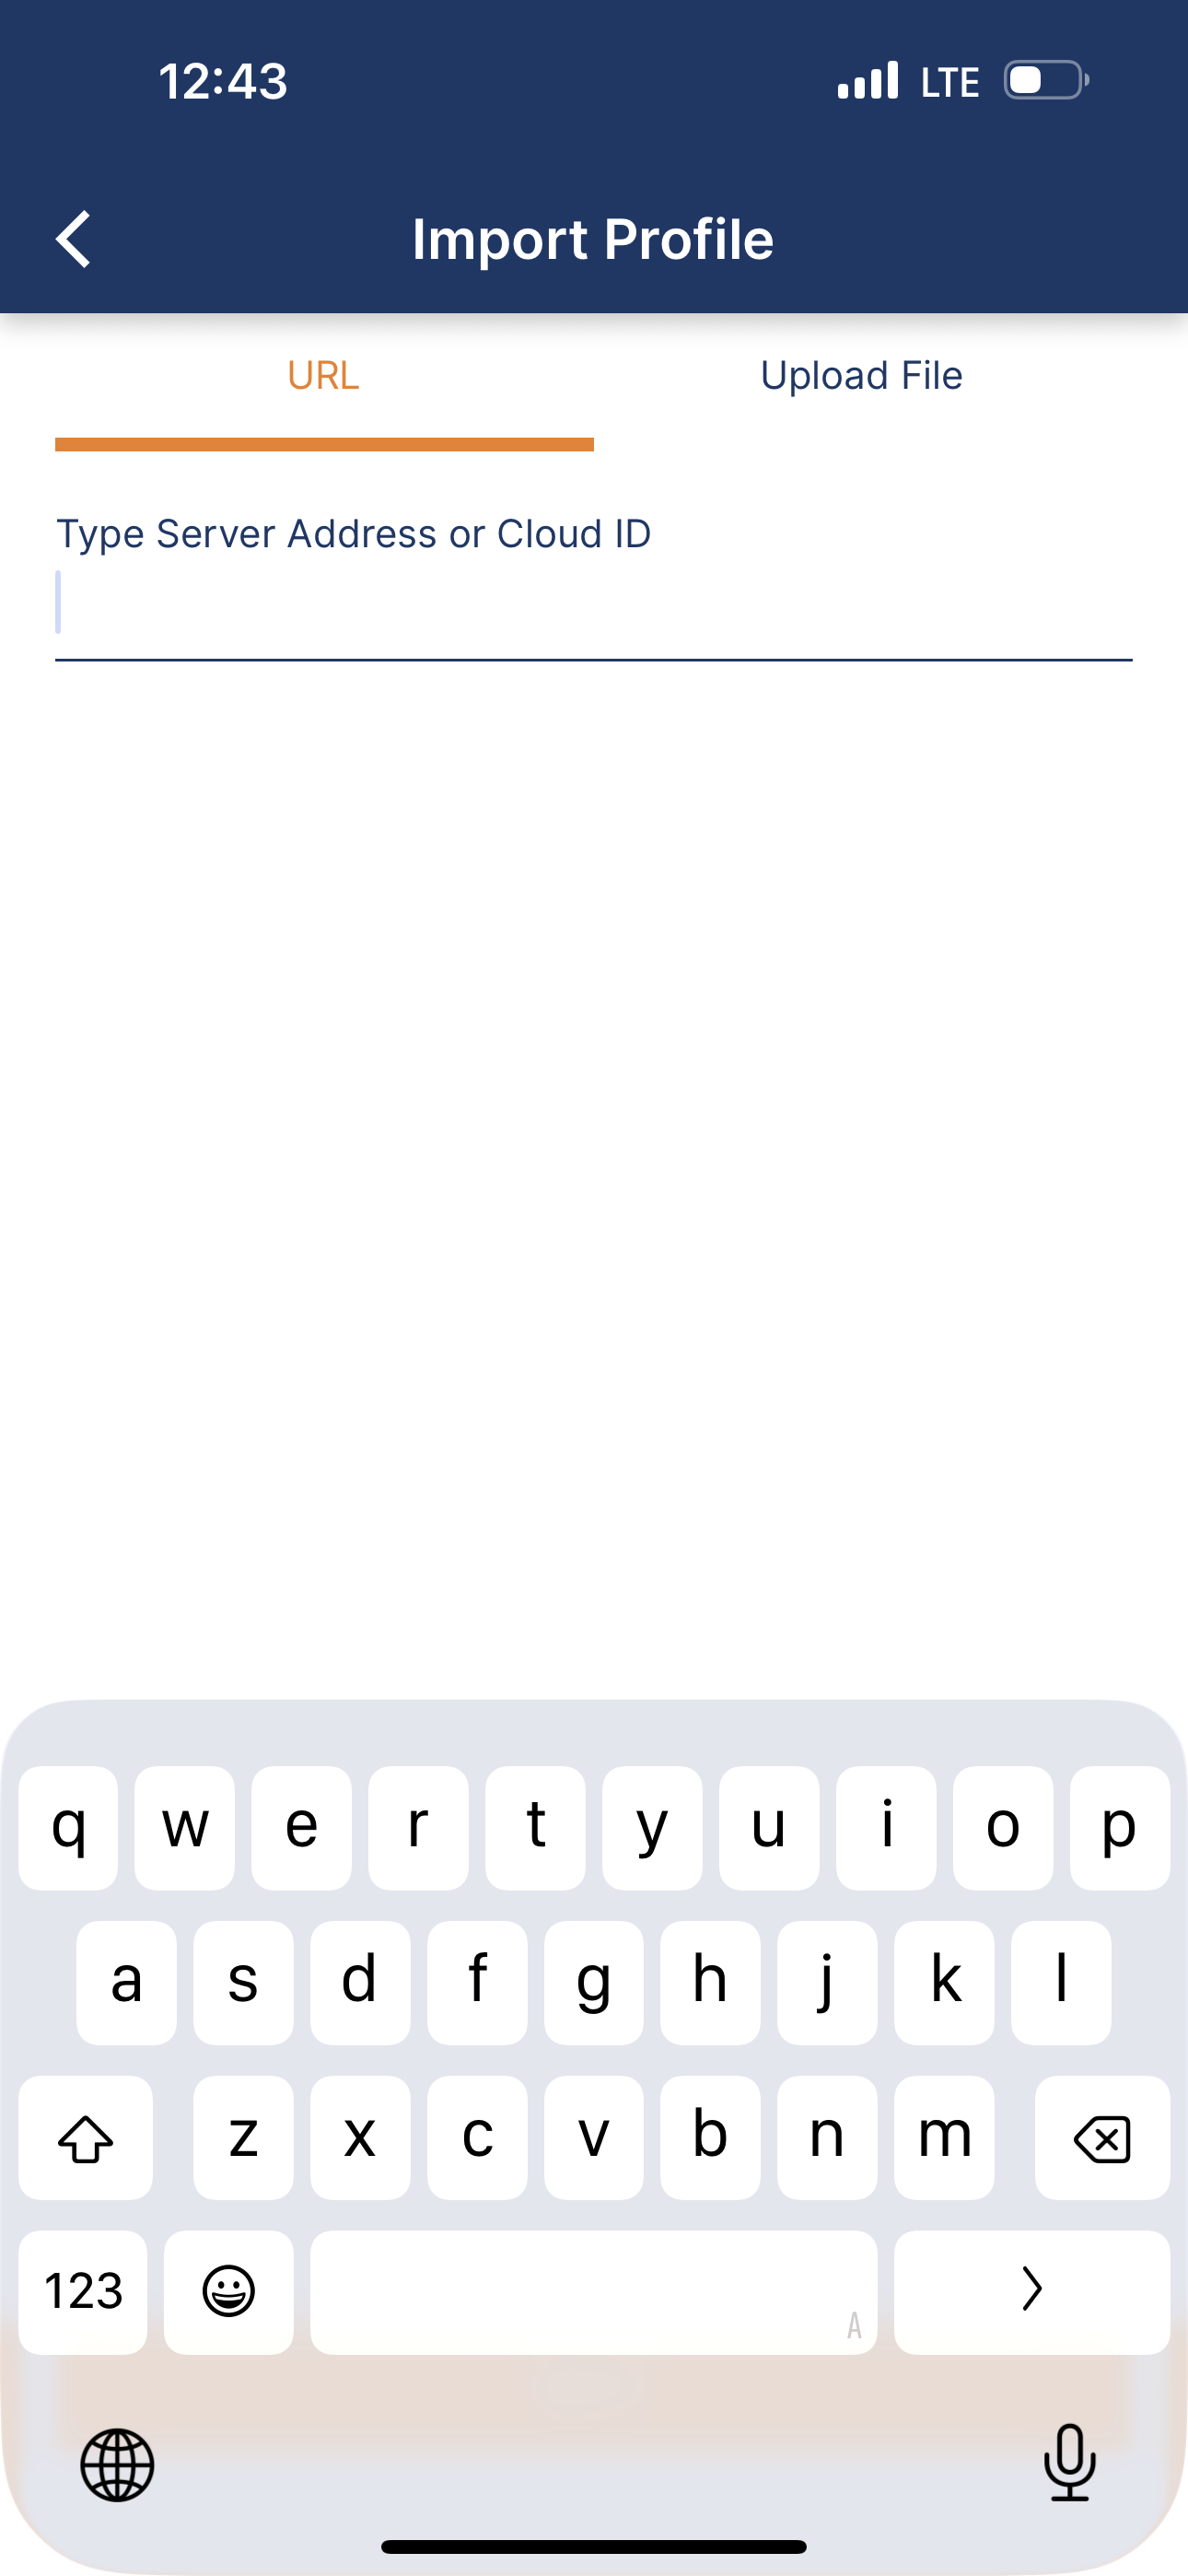 12:43 LTE
Import Profile
URL Upload File
Type Server Address or Cloud ID
q w e r t y u i o p
a s d f g h j k l
z x c v b n m
123 A